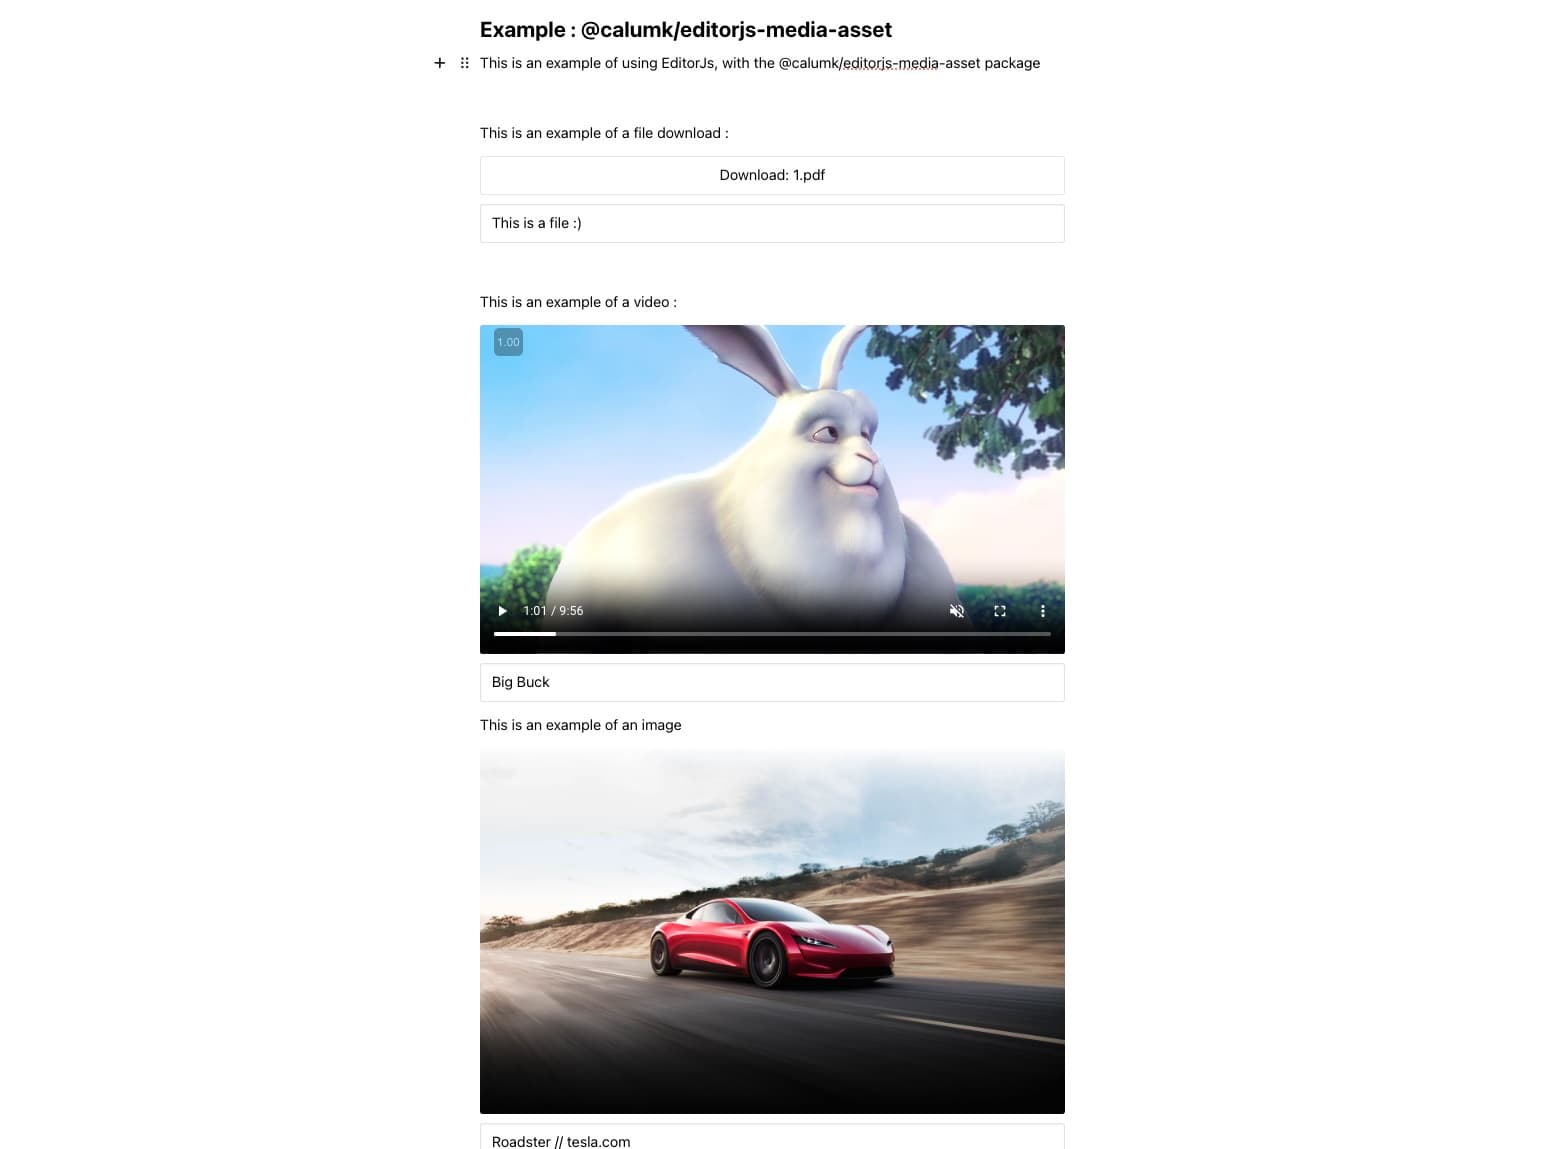 Example : @calumk/editorjs-media-asset
This is an example of using EditorJs, with the @calumk/editorjs-media-asset package
This is an example of a file download :
Download: 1.pdf
This is a file :)
This is an example of a video :
1.00
1:01 / 9:56
Big Buck
This is an example of an image
Roadster // tesla.com